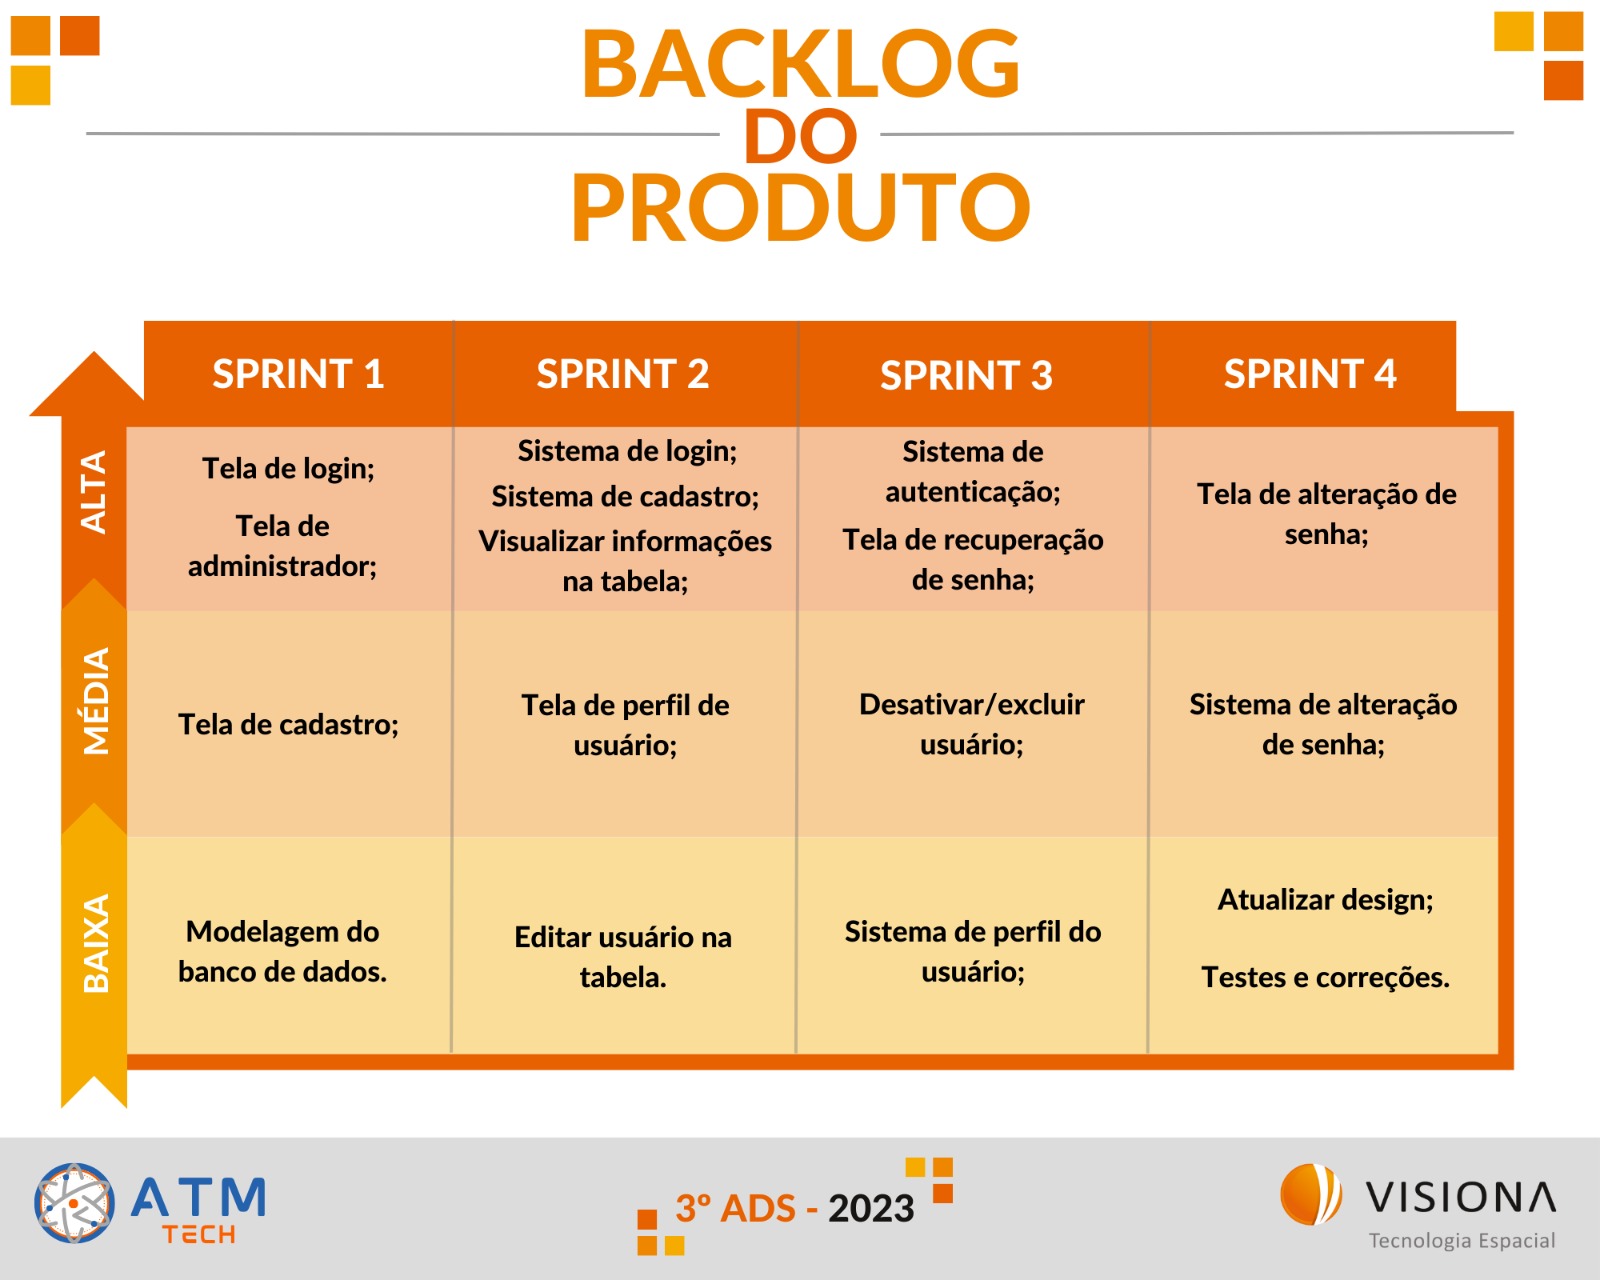 BACKLOG
DO
PRODUTO
SPRINT 1
SPRINT 2
SPRINT 3
SPRINT 4
ALTA
Tela de login;
Tela de
administrador;
Sistema de login;
Sistema de cadastro;
Visualizar informações
na tabela;
Sistema de
autenticação;
Tela de recuperação
de senha;
Tela de alteração de
senha;
MÉDIA
Tela de cadastro;
Tela de perfil de
usuário;
Desativar/excluir
usuário;
Sistema de alteração
de senha;
BAIXA
Modelagem do
banco de dados.
Editar usuário na
tabela.
Sistema de perfil do
usuário;
Atualizar design;
Testes e correções.
ATM
TECH
3º ADS - 2023
VISIONA
Tecnologia Espacial